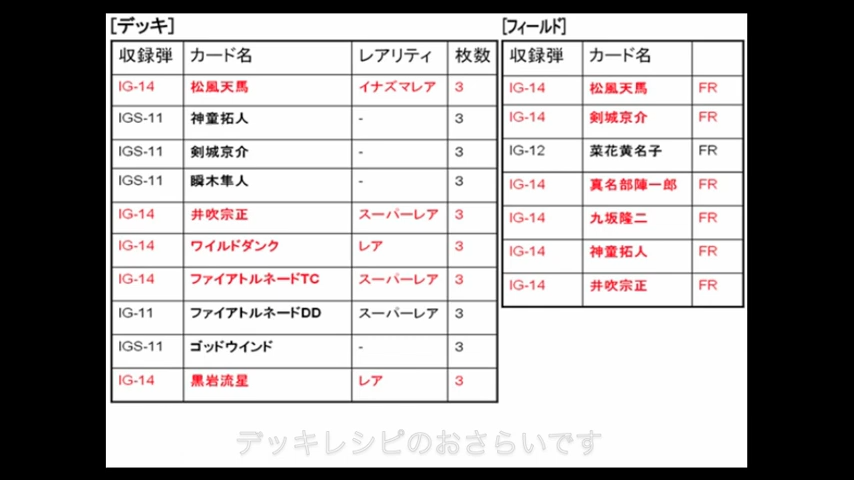 [デッキ]
収録弾 カード名 レアリティ 枚数
IG-14 松風天馬 イナズマレア 3
IGS-11 神童拓人 - 3
IGS-11 剣城京介 - 3
IGS-11 瞬木隼人 - 3
IG-14 井吹宗正 スーパーレア 3
IG-14 ワイルドダンク レア 3
IG-14 ファイアトルネードTC スーパーレア 3
IG-11 ファイアトルネードDD スーパーレア 3
IGS-11 ゴッドウインド - 3
IG-14 黒岩流星 レア 3
[フィールド]
収録弾 カード名
IG-14 松風天馬 FR
IG-14 剣城京介 FR
IG-12 菜花黄名子 FR
IG-14 真名部陣一郎 FR
IG-14 九坂隆二 FR
IG-14 神童拓人 FR
IG-14 井吹宗正 FR
デッキレシピのおさらいです